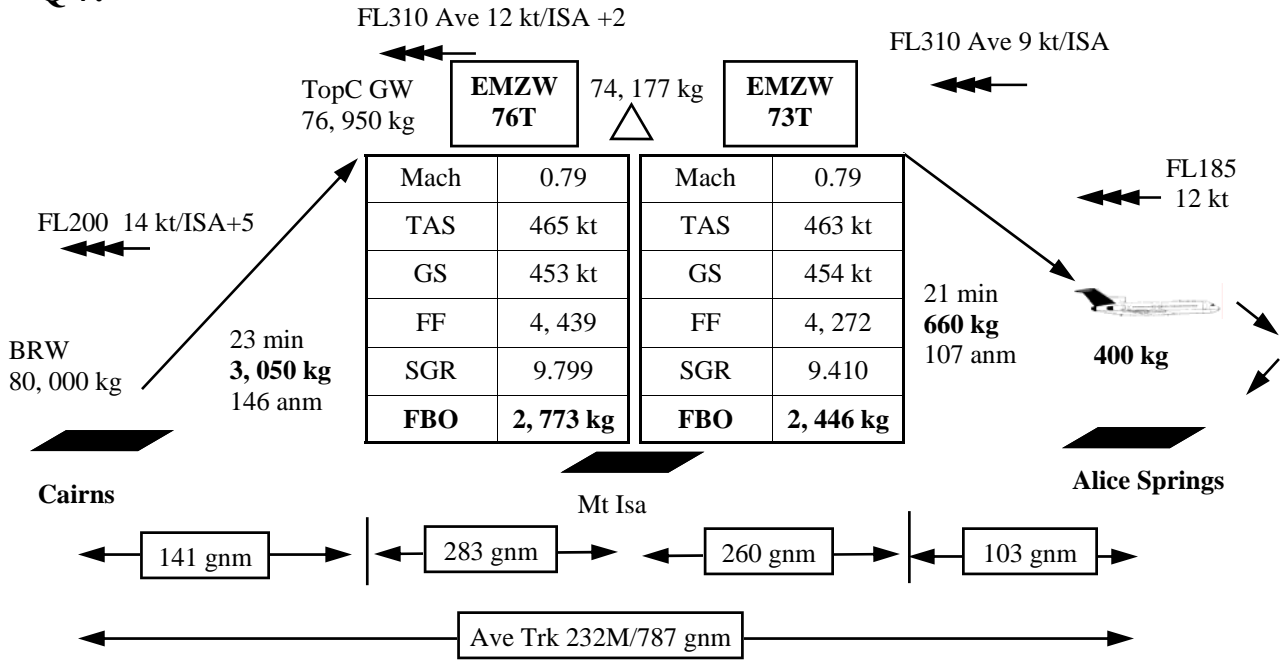 FL310 Ave 12 kt/ISA +2
FL310 Ave 9 kt/ISA
TopC GW
76, 950 kg
EMZW
76T
74, 177 kg
EMZW
73T
Mach 0.79 Mach 0.79
TAS 465 kt TAS 463 kt
GS 453 kt GS 454 kt
FF 4, 439 FF 4, 272
SGR 9.799 SGR 9.410
FBO 2, 773 kg FBO 2, 446 kg
FL185
12 kt
FL200 14 kt/ISA+5
BRW
80, 000 kg
23 min
3, 050 kg
146 anm
21 min
660 kg
107 anm
400 kg
Cairns
Mt Isa
Alice Springs
141 gnm
283 gnm
260 gnm
103 gnm
Ave Trk 232M/787 gnm